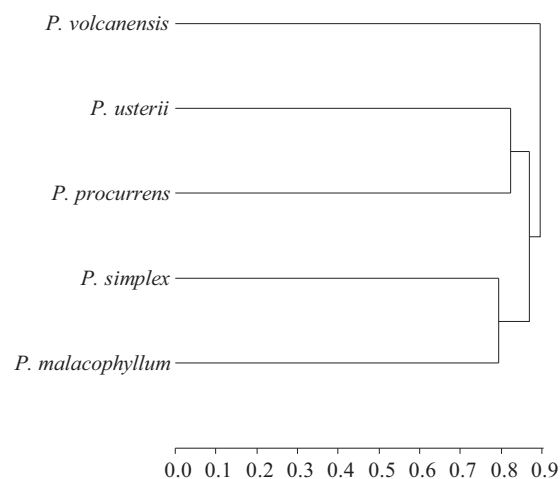 P. volcanensis
P. usterii
P. procurrens
P. simplex
P. malacophyllum
0.0 0.1 0.2 0.3 0.4 0.5 0.6 0.7 0.8 0.9